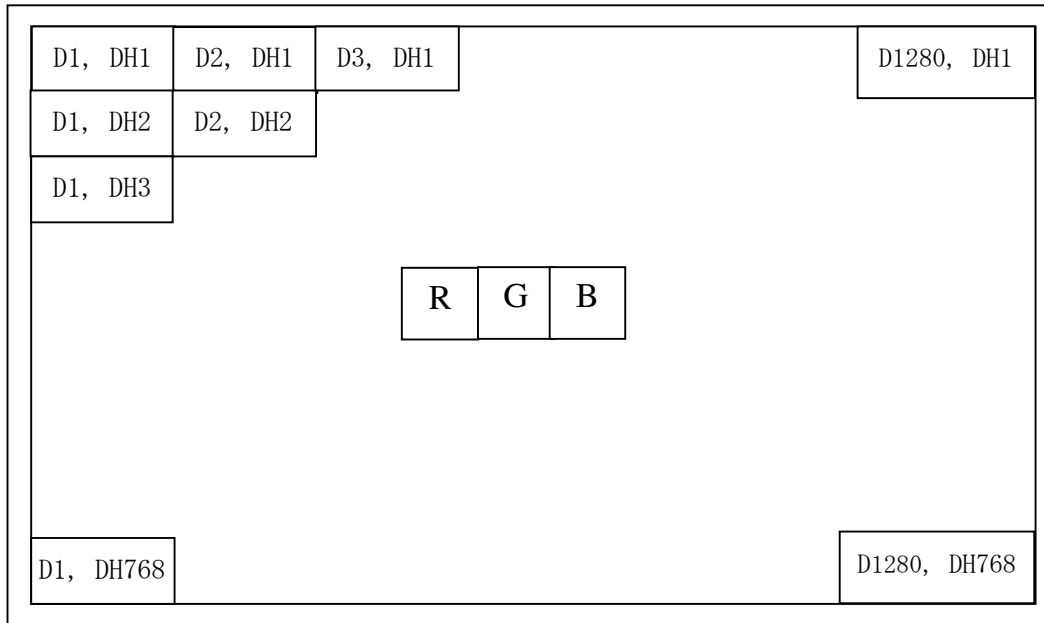 D1, DH1 D2, DH1 D3, DH1 D1280, DH1
D1, DH2 D2, DH2
D1, DH3
R G B
D1, DH768 D1280, DH768